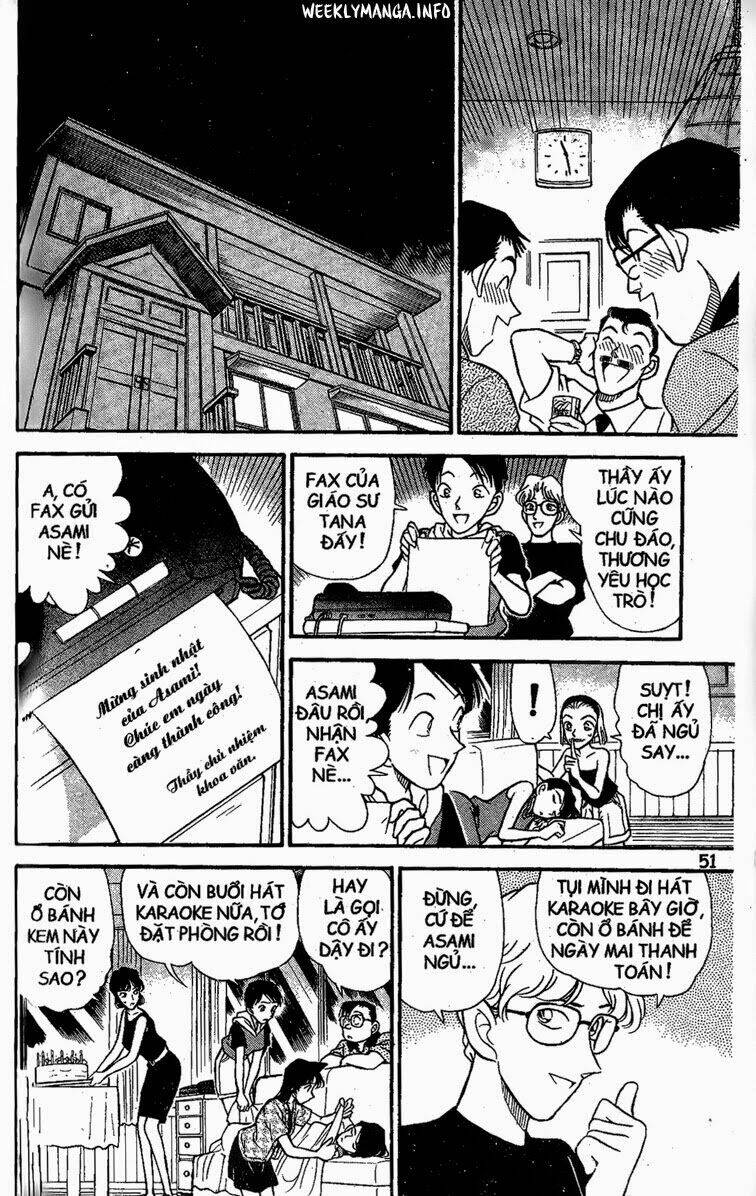 WEEKLYMANGA.INFO
A, CÓ
FAX GỬI
ASAMI
NÈ!
Mừng sinh nhật
của Asami!
Chúc em ngày
càng thành công!
Thầy chủ nhiệm
khoa văn.
FAX CỦA
GIÁO SƯ
TANA
ĐẤY!
THẦY ẤY
LÚC NÀO
CŨNG
CHU ĐÁO,
THƯƠNG
YÊU HỌC
TRÒ!
ASAMI
ĐÂU RỒI
NHẬN
FAX
NÈ...
!
SUYT!
CHỊ ẤY
ĐÃ NGỦ
SAY...
51
CÒN
Ổ BÁNH
KEM NÀY
TÍNH
SAO?
VÀ CÒN BUỔI HÁT
KARAOKE NỮA, TỚ
ĐẶT PHÒNG RỒI!
HAY
LÀ GỌI
CÔ ẤY
DẬY ĐI?
ĐỪNG,
CỨ ĐỂ
ASAMI
NGỦ...
TỤI MÌNH ĐI HÁT
KARAOKE BÂY GIỜ,
CÒN Ổ BÁNH ĐỂ
NGÀY MAI THANH
TOÁN!